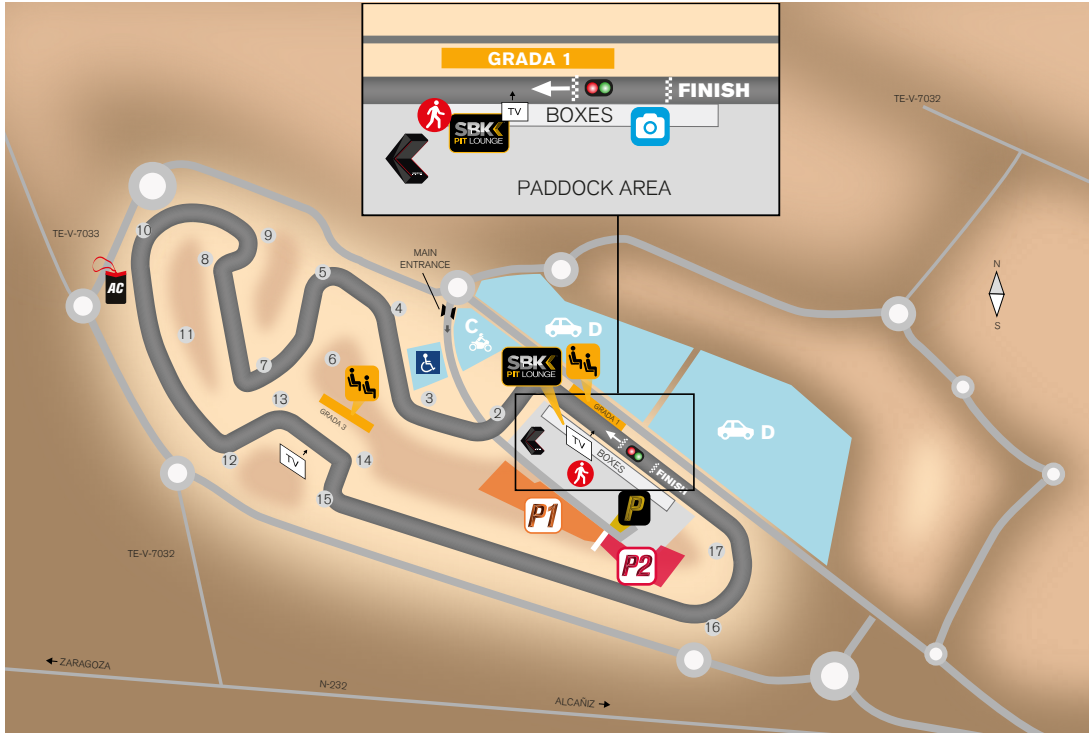 GRADA 1
FINISH
TV
BOXES
SBK
PIT LOUNGE
PADDOCK AREA
TE-V-7032
TE-V-7033
10
9
8
5
MAIN
ENTRANCE
N
S
AC
4
C
D
11
6
7
SBK
PIT LOUNGE
3
2
GRADA 1
D
13
GRADA 3
TV
BOXES
FINISH
12
TV
14
15
P1
P
17
P2
TE-V-7032
16
ZARAGOZA
N-232
ALCAÑIZ